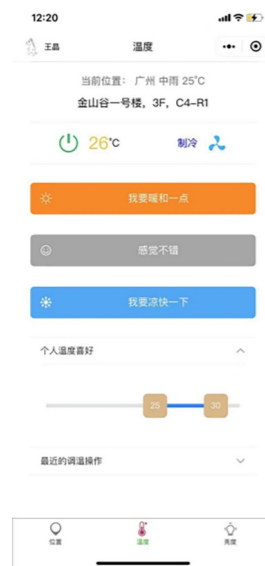 12:20
王晶
温度
当前位置： 广州 中雨 25℃
金山谷一号楼，3F，C4-R1
26℃
制冷
我要暖和一点
感觉不错
我要凉快一下
个人温度喜好
25
30
最近的调温操作
位置
温度
亮度